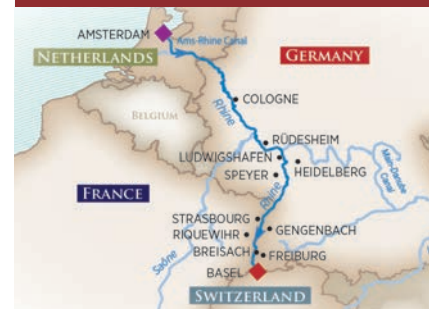 AMSTERDAM
Ams-Rhine Canal
NETHERLANDS
GERMANY
COLOGNE
BELGIUM
Rhine
RÜDESHEIM
LUDWIGSHAFEN
HEIDELBERG
SPEYER
Main-Danube
Canal
FRANCE
Rhine
STRASBOURG
GENGENBACH
RIQUEWIHR
BREISACH
FREIBURG
Saône
BASEL
SWITZERLAND